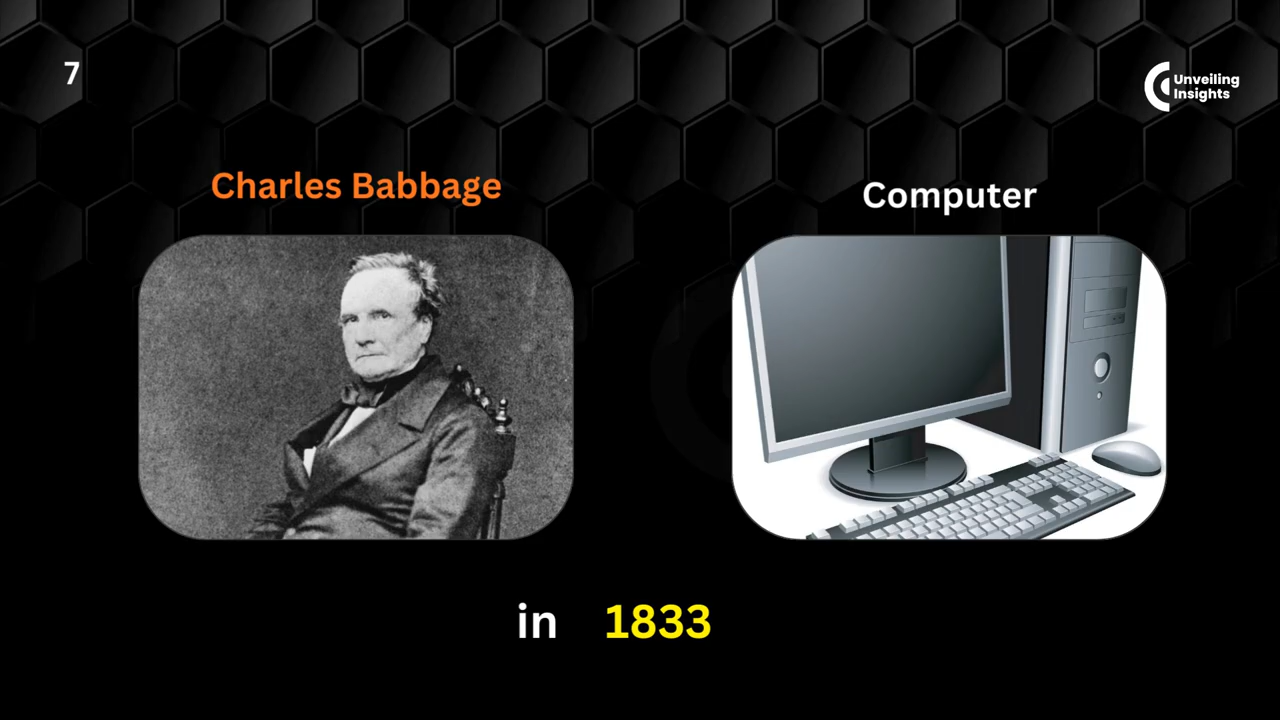 7
Unveiling
Insights
Charles Babbage
Computer
in 1833